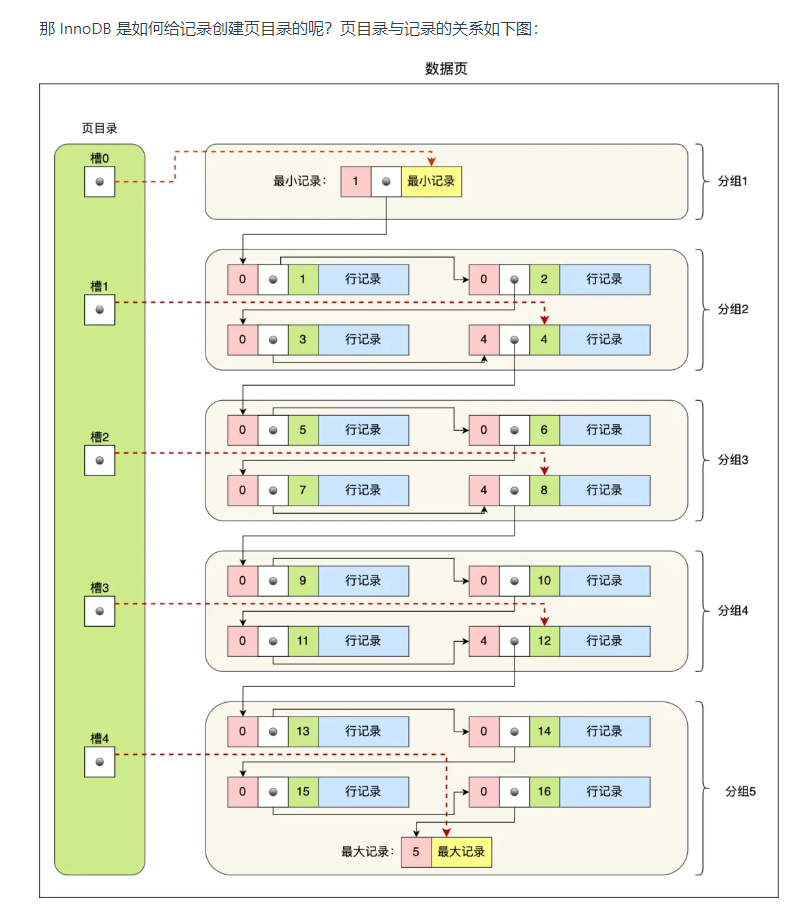 那 InnoDB 是如何给记录创建页目录的呢？页目录与记录的关系如下图：
数据页
页目录
槽0
最小记录： 1 最小记录
分组1
槽1
0 1 行记录 0 2 行记录
0 3 行记录 4 4 行记录
分组2
槽2
0 5 行记录 0 6 行记录
0 7 行记录 4 8 行记录
分组3
槽3
0 9 行记录 0 10 行记录
0 11 行记录 4 12 行记录
分组4
槽4
0 13 行记录 0 14 行记录
0 15 行记录 0 16 行记录
最大记录： 5 最大记录
分组5